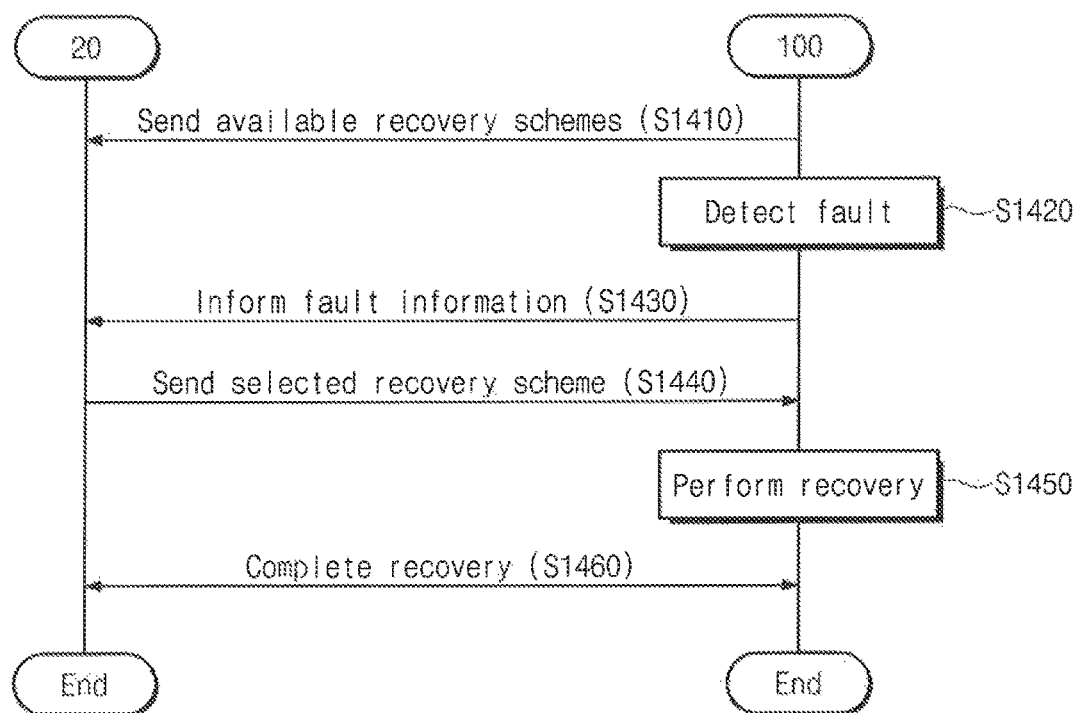 20
100
Send available recovery schemes (S1410)
Detect fault
S1420
Inform fault information (S1430)
Send selected recovery scheme (S1440)
Perform recovery
S1450
Complete recovery (S1460)
End
End